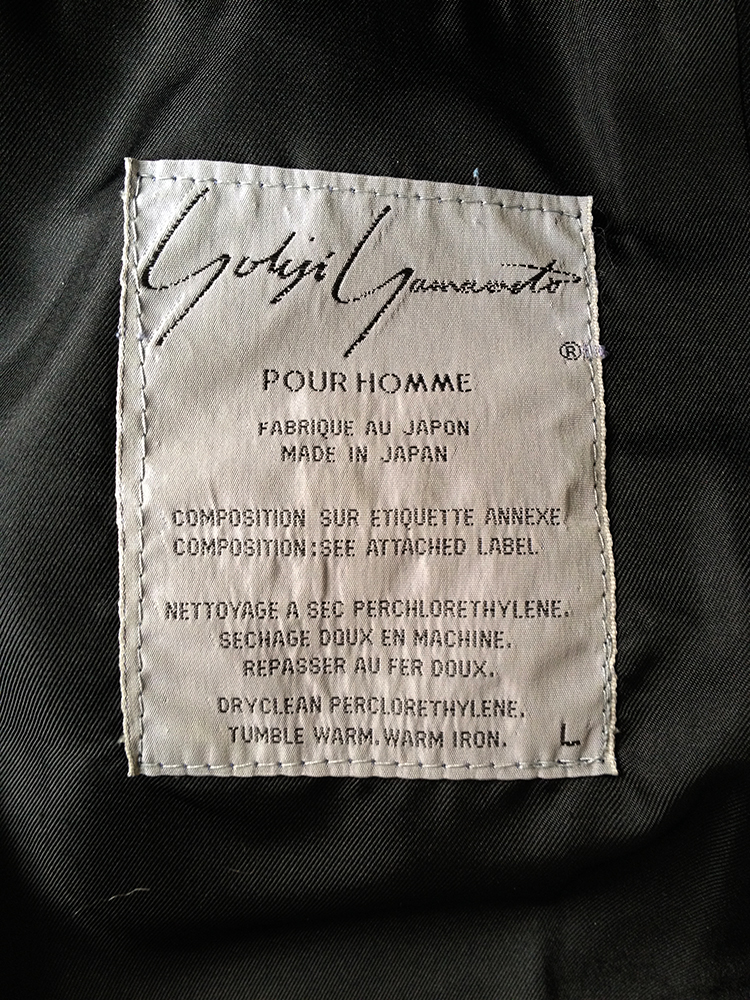 Yohji Yamamoto
®
POUR HOMME
FABRIQUE AU JAPON
MADE IN JAPAN
COMPOSITION SUR ETIQUETTE ANNEXE
COMPOSITION:SEE ATTACHED LABEL
NETTOYAGE A SEC PERCHLORETHYLENE.
SECHAGE DOUX EN MACHINE.
REPASSER AU FER DOUX.
DRYCLEAN PERCLORETHYLENE.
TUMBLE WARM.WARM IRON.
L